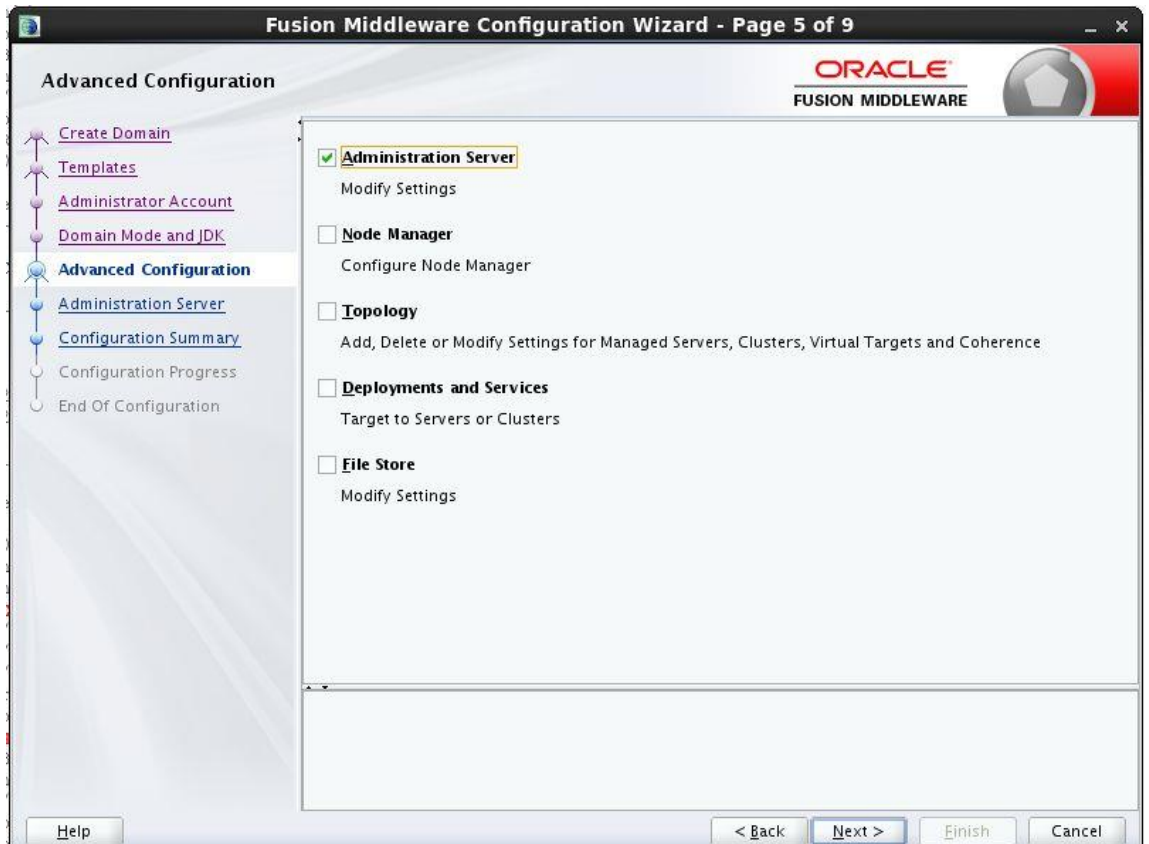 Fusion Middleware Configuration Wizard - Page 5 of 9
Advanced Configuration
ORACLE
FUSION MIDDLEWARE
Create Domain
Templates
Administrator Account
Domain Mode and JDK
Advanced Configuration
Administration Server
Configuration Summary
Configuration Progress
End Of Configuration
Administration Server
Modify Settings
Node Manager
Configure Node Manager
Topology
Add, Delete or Modify Settings for Managed Servers, Clusters, Virtual Targets and Coherence
Deployments and Services
Target to Servers or Clusters
File Store
Modify Settings
Help
< Back
Next >
Finish
Cancel